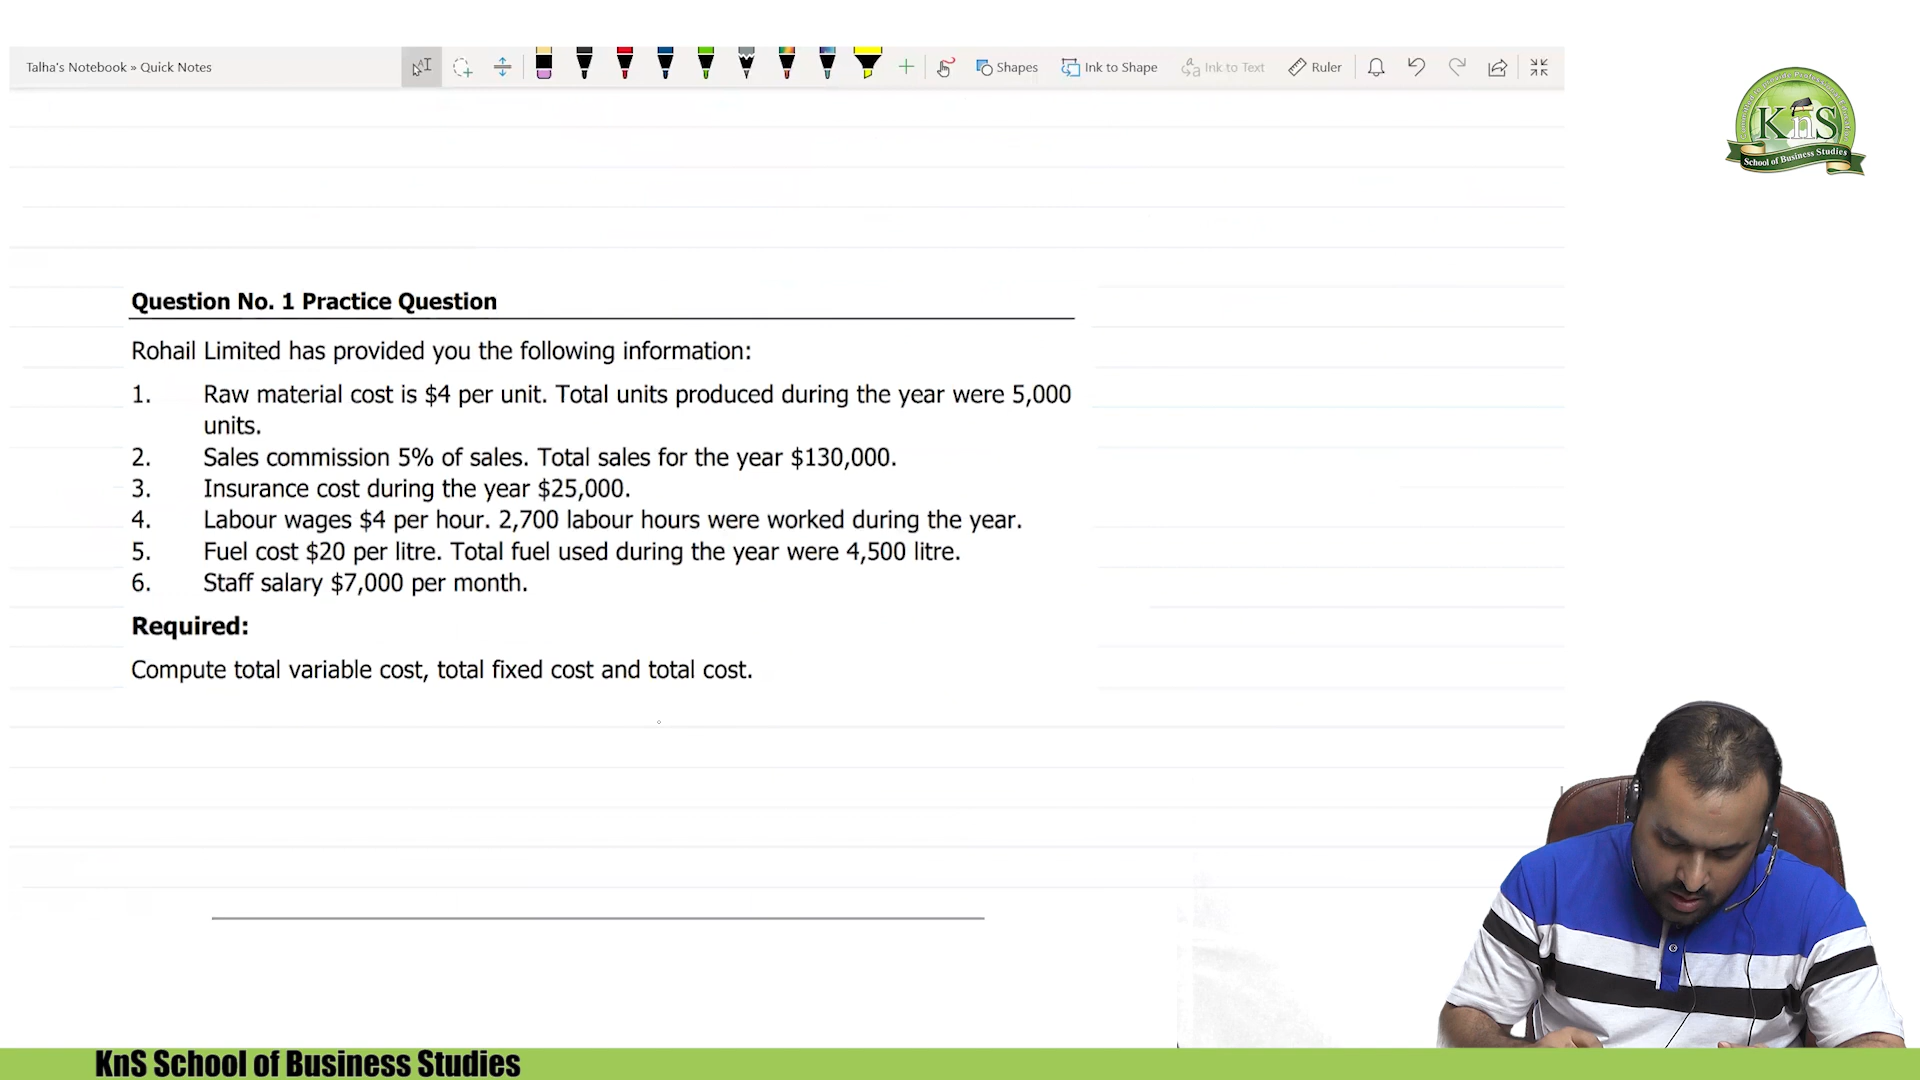 Talha's Notebook » Quick Notes
Shapes
Ink to Shape
Ink to Text
Ruler
KnS
School of Business Studies
Question No. 1 Practice Question
Rohail Limited has provided you the following information:
1. Raw material cost is $4 per unit. Total units produced during the year were 5,000
units.
2. Sales commission 5% of sales. Total sales for the year $130,000.
3. Insurance cost during the year $25,000.
4. Labour wages $4 per hour. 2,700 labour hours were worked during the year.
5. Fuel cost $20 per litre. Total fuel used during the year were 4,500 litre.
6. Staff salary $7,000 per month.
Required:
Compute total variable cost, total fixed cost and total cost.
KnS School of Business Studies